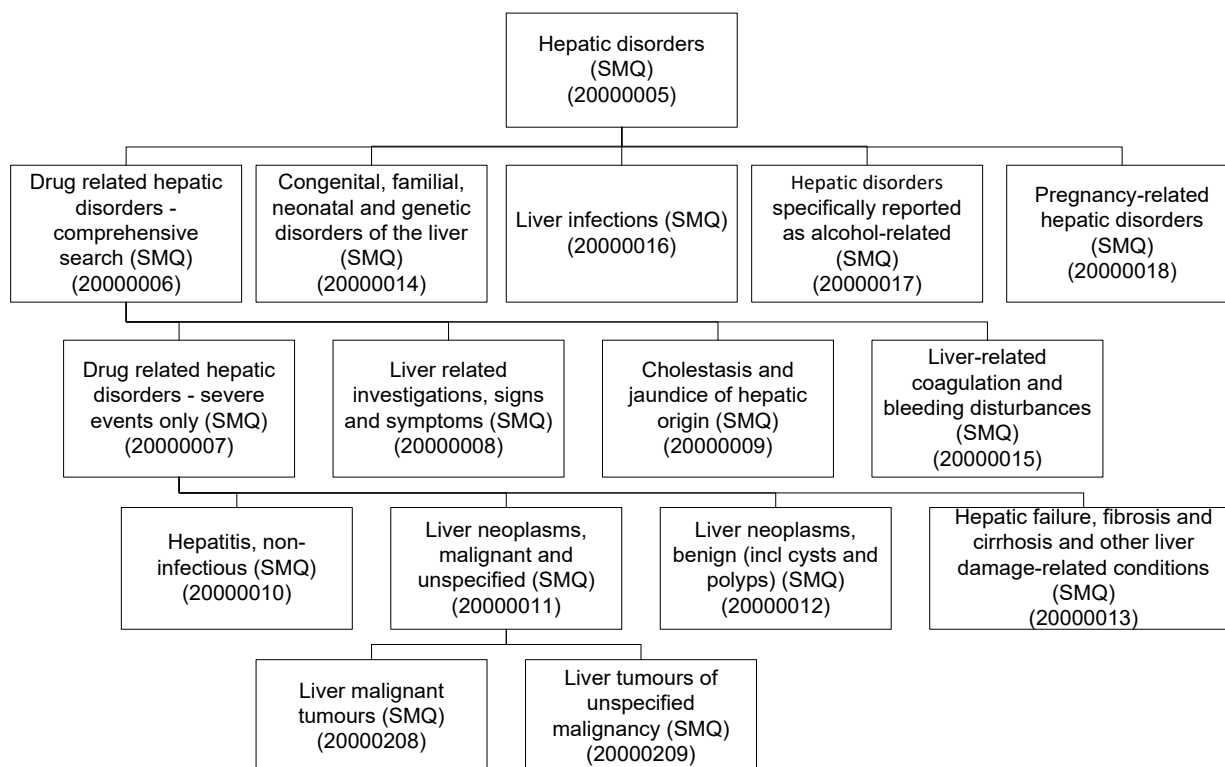 Hepatic disorders
(SMQ)
(20000005)
Drug related hepatic
disorders -
comprehensive
search (SMQ)
(20000006)
Congenital, familial,
neonatal and genetic
disorders of the liver
(SMQ)
(20000014)
Liver infections (SMQ)
(20000016)
Hepatic disorders
specifically reported
as alcohol-related
(SMQ)
(20000017)
Pregnancy-related
hepatic disorders
(SMQ)
(20000018)
Drug related hepatic
disorders - severe
events only (SMQ)
(20000007)
Liver related
investigations, signs
and symptoms (SMQ)
(20000008)
Cholestasis and
jaundice of hepatic
origin (SMQ)
(20000009)
Liver-related
coagulation and
bleeding disturbances
(SMQ)
(20000015)
Hepatitis, non-
infectious (SMQ)
(20000010)
Liver neoplasms,
malignant and
unspecified (SMQ)
(20000011)
Liver neoplasms,
benign (incl cysts and
polyps) (SMQ)
(20000012)
Hepatic failure, fibrosis and
cirrhosis and other liver
damage-related conditions
(SMQ)
(20000013)
Liver malignant
tumours (SMQ)
(20000208)
Liver tumours of
unspecified
malignancy (SMQ)
(20000209)